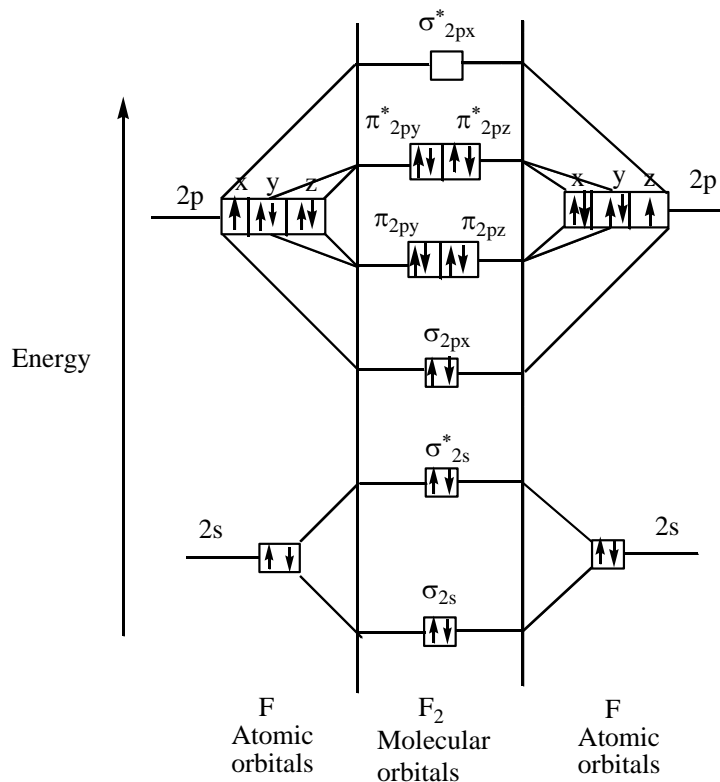 σ*2px
π*2py π*2pz
2p x y z x y z 2p
π2py π2pz
Energy
σ2px
σ*2s
2s 2s
σ2s
F F2 F
Atomic Molecular Atomic
orbitals orbitals orbitals